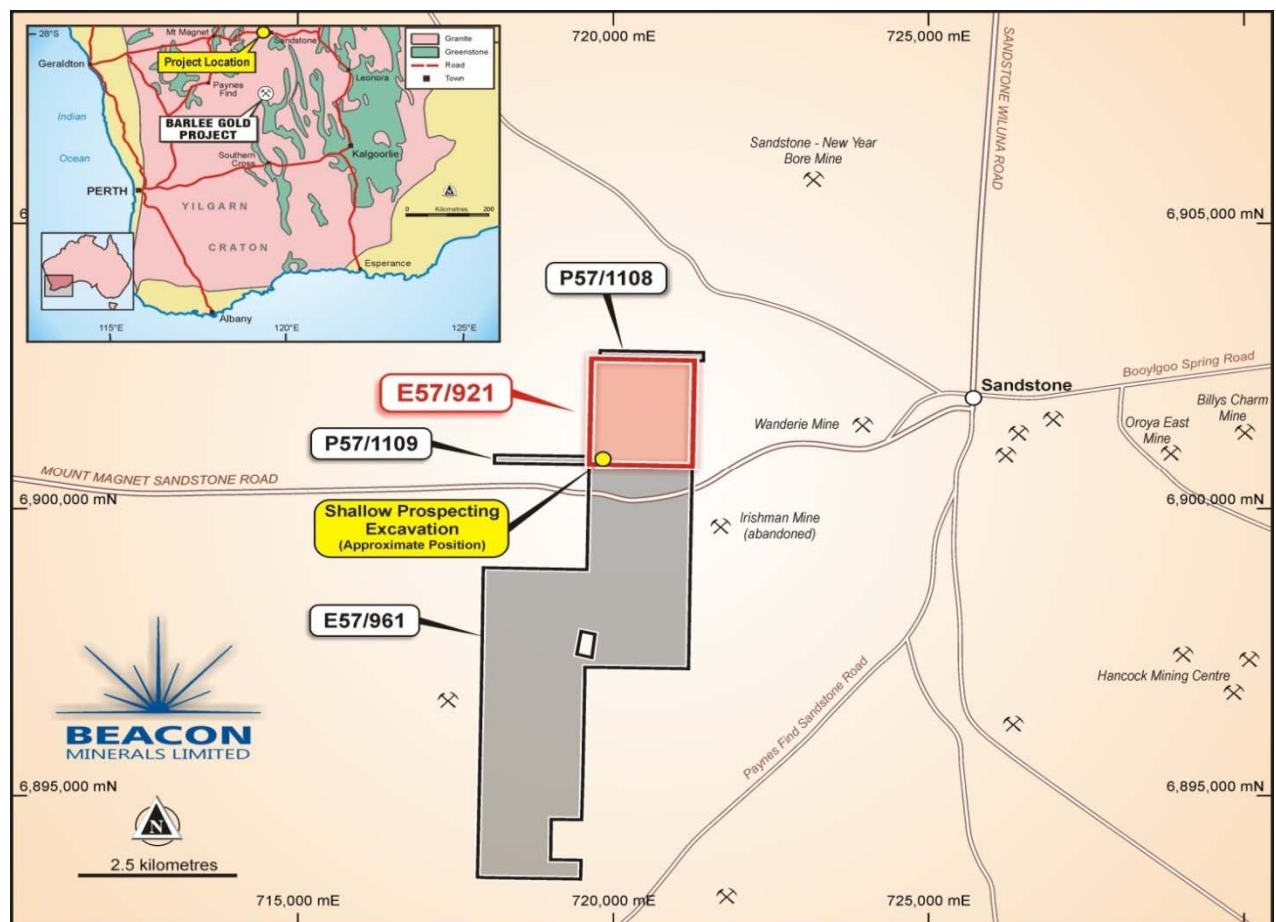 720,000 mE
725,000 mE
28°S
Mt Magnet
Sandstone
Geraldton
Project Location
Paynes
Find
Leonora
BARLEE GOLD
PROJECT
Indian
Ocean
Southern
Cross
Kalgoorlie
PERTH
YILGARN
CRATON
Esperance
Albany
Granite
Greenstone
Road
Town
N
0
Kilometres
200
115°E
120°E
125°E
SANDSTONE WILUNA ROAD
Sandstone - New Year
Bore Mine
6
6,905,000 mN
P57/1108
E57/921
P57/1109
Sandstone
Booylgoo Spring Road
Wanderie Mine
Oroya East
Mine
Billys Charm
Mine
MOUNT MAGNET SANDSTONE ROAD
6,900,000 mN
6,900,000 mN
Shallow Prospecting
Excavation
(Approximate Position)
Irishman Mine
(abandoned)
E57/961
Paynes Find Sandstone Road
Hancock Mining Centre
BEACON
MINERALS LIMITED
6,895,000 mN
6,895,000 mN
N
2.5 kilometres
715,000 mE
720,000 mE
725,000 mE